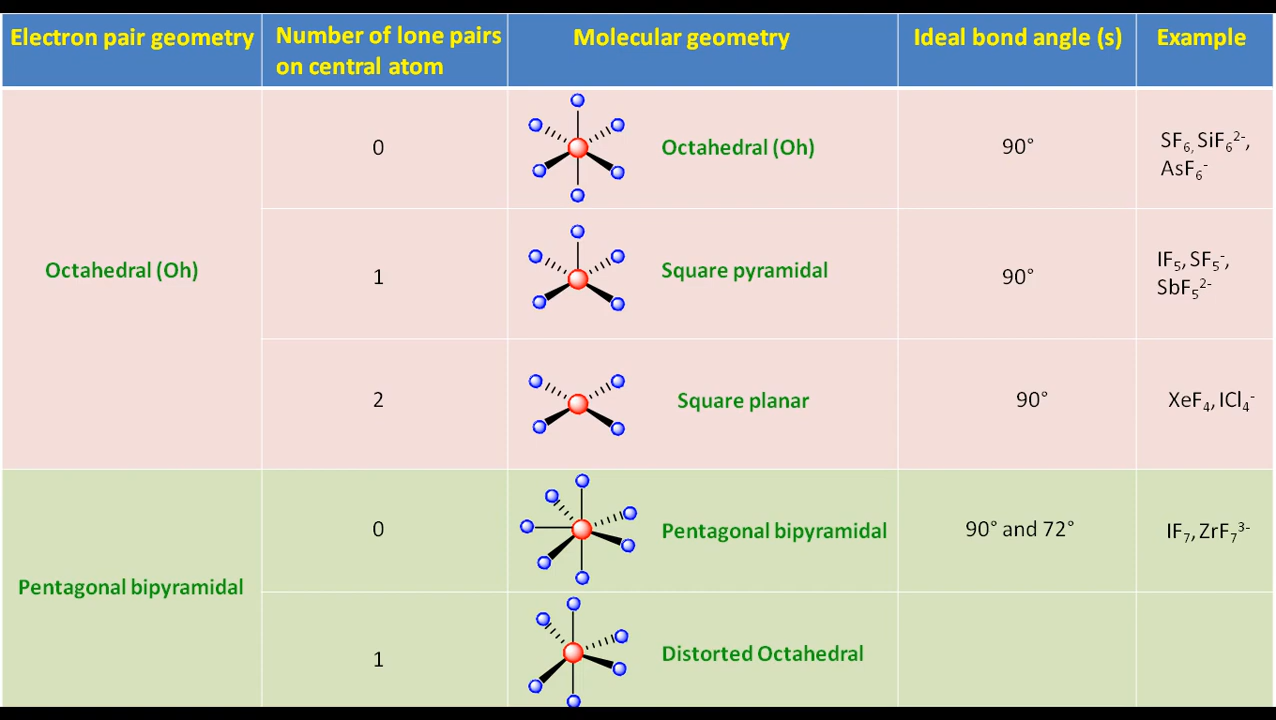 Electron pair geometry
Number of lone pairs
on central atom
Molecular geometry
Ideal bond angle (s)
Example
Octahedral (Oh)
0
Octahedral (Oh)
90°
SF₆, SiF₆²⁻,
AsF₆⁻
1
Square pyramidal
90°
IF₅, SF₅⁻,
SbF₅²⁻
2
Square planar
90°
XeF₄, ICl₄⁻
Pentagonal bipyramidal
0
Pentagonal bipyramidal
90° and 72°
IF₇, ZrF₇³⁻
1
Distorted Octahedral